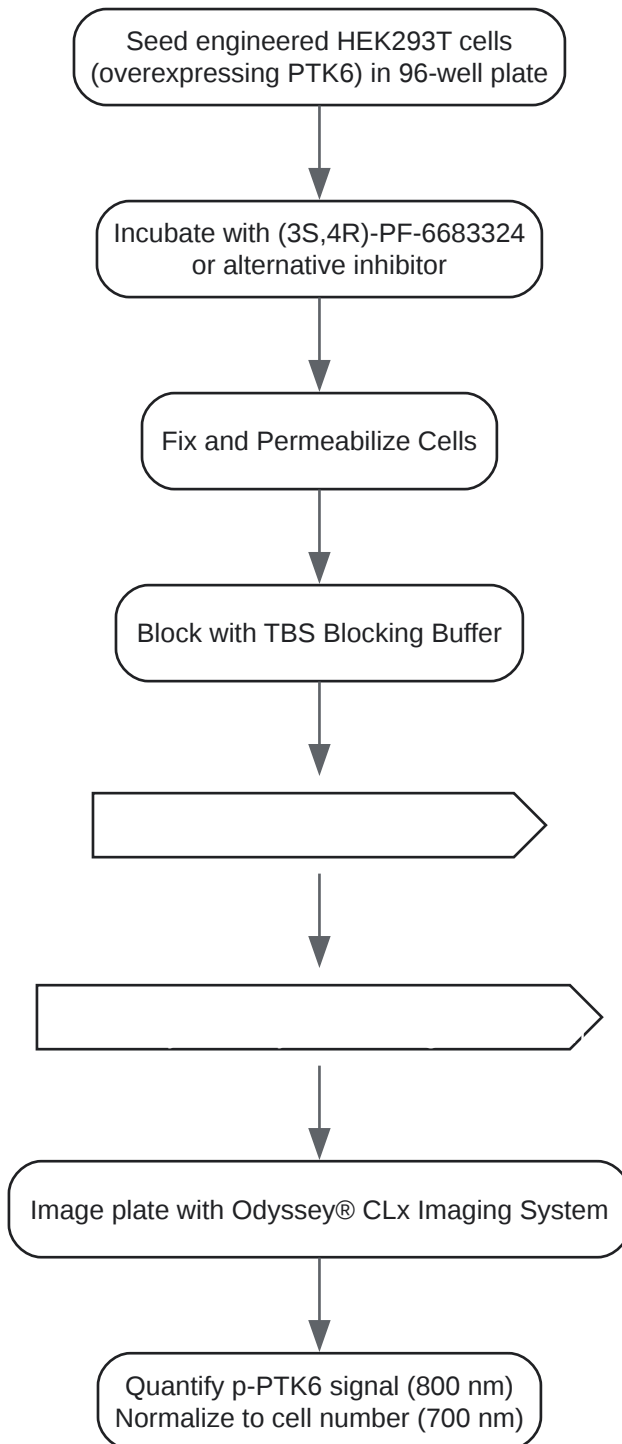 Seed engineered HEK293T cells
(overexpressing PTK6) in 96-well plate
Incubate with (3S,4R)-PF-6683324
or alternative inhibitor
Fix and Permeabilize Cells
Block with TBS Blocking Buffer
Image plate with Odyssey® CLx Imaging System
Quantify p-PTK6 signal (800 nm)
Normalize to cell number (700 nm)